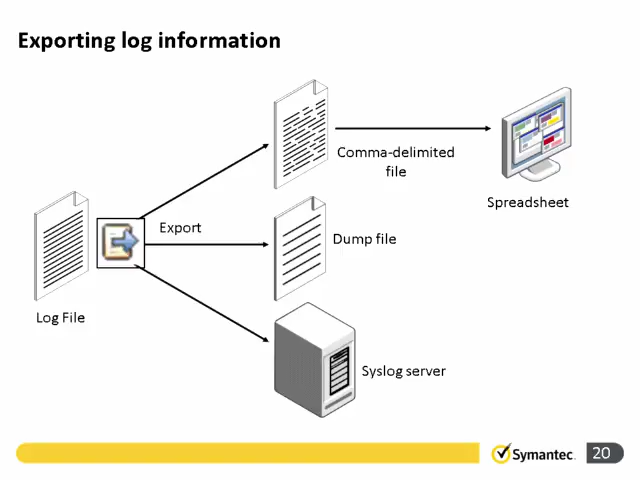 Exporting log information
Comma-delimited
file
Spreadsheet
Export
Dump file
Log File
Syslog server
Symantec.
20